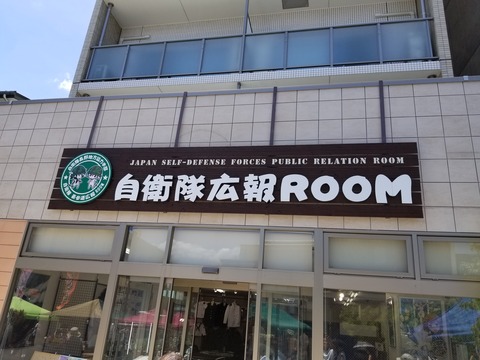 JAPAN SELF-DEFENSE FORCES PUBLIC RELATION ROOM
自衛隊広報ROOM